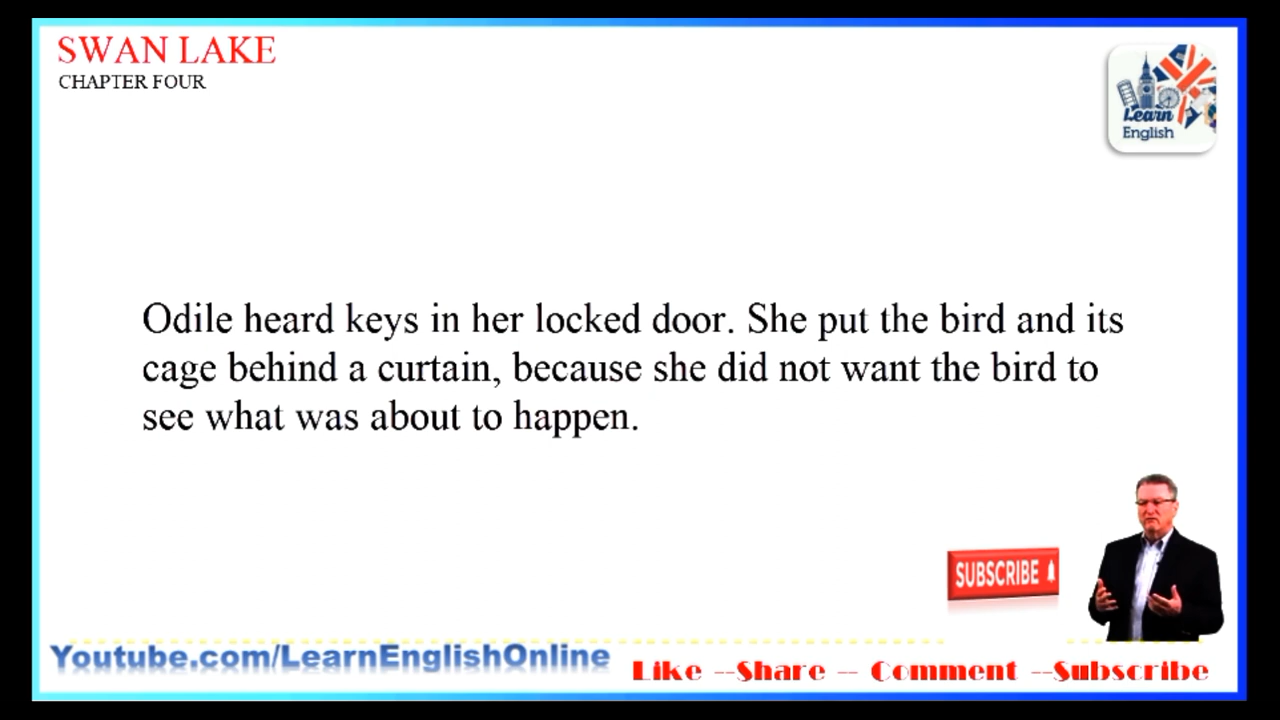 SWAN LAKE
CHAPTER FOUR
Learn
English
Odile heard keys in her locked door. She put the bird and its
cage behind a curtain, because she did not want the bird to
see what was about to happen.
SUBSCRIBE
Youtube.com/LearnEnglishOnline
Like --Share -- Comment --Subscribe